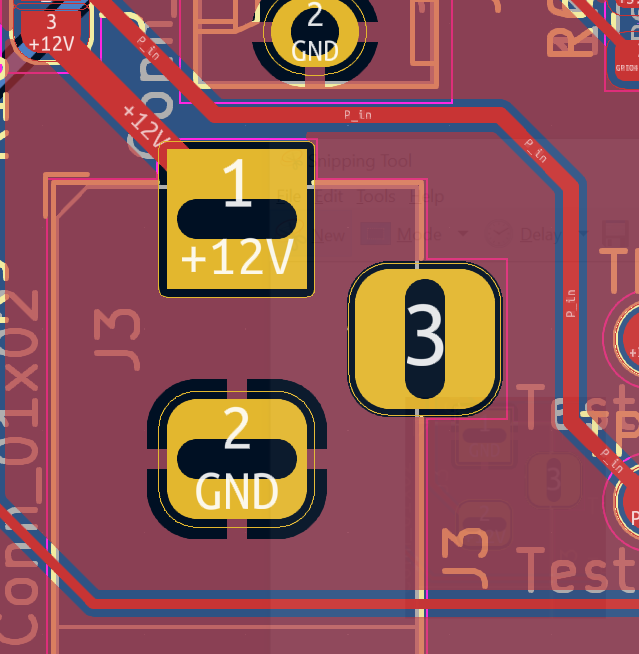 3
+12V
P_in
2
GND
P_in
+12V
P_in
1
+12V
Snipping Tool
File Edit Tools Help
New Mode Delay
P_in
3
J3
2
GND
P_in
J3
Conn_01x02
Test
Test
3